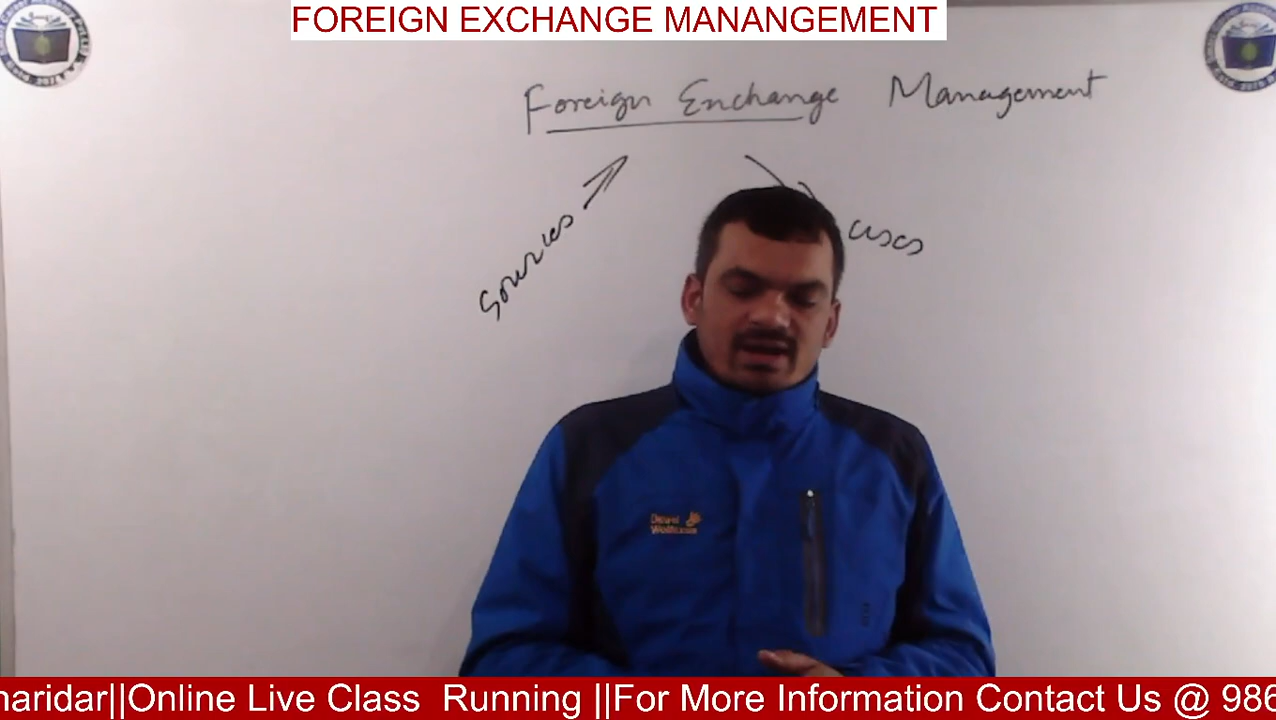 FOREIGN EXCHANGE MANANGEMENT
Foreign Exchange Management
Sources
uses
haridar||Online Live Class Running ||For More Information Contact Us @ 986